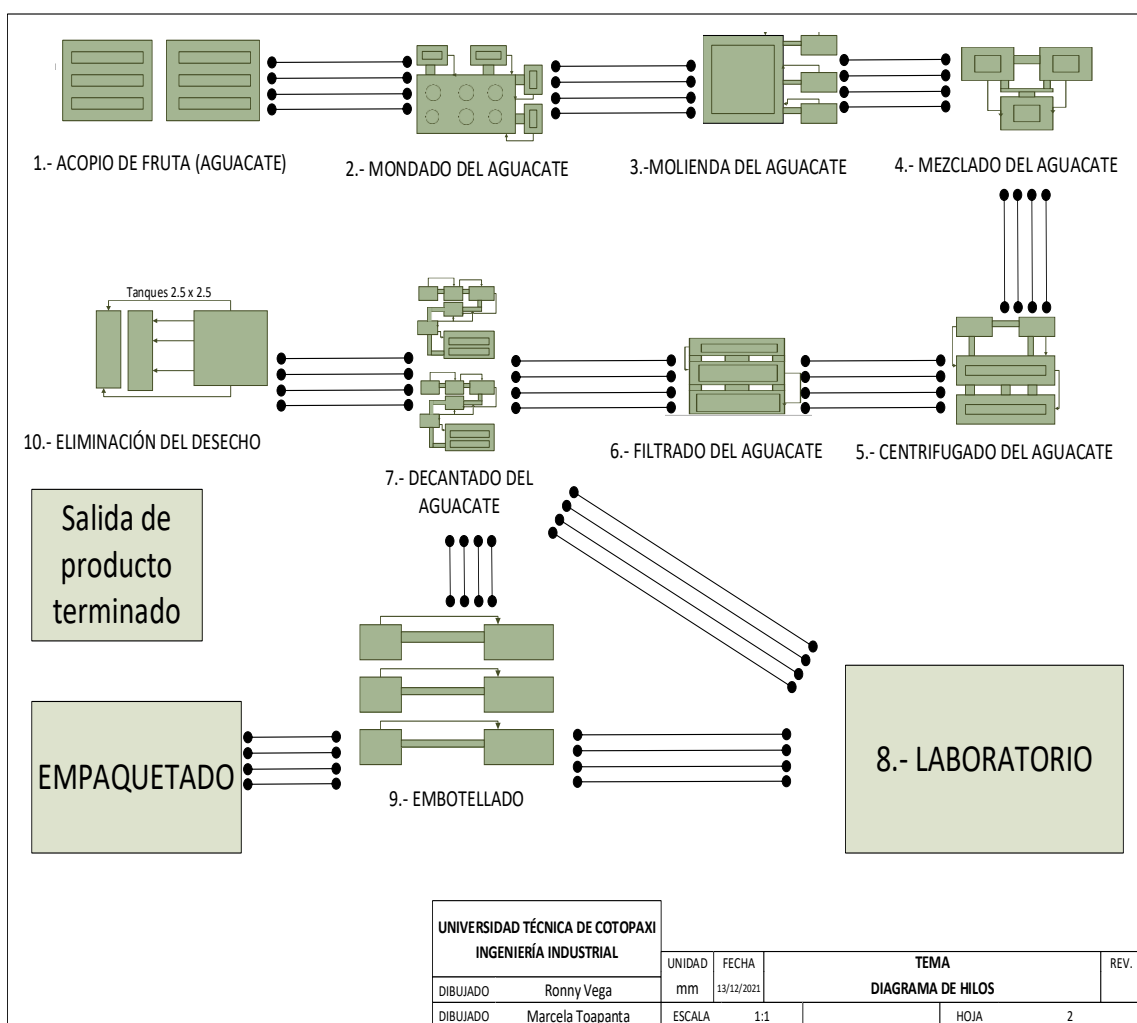 1.- ACOPIO DE FRUTA (AGUACATE)
2.- MONDADO DEL AGUACATE
3.-MOLIENDA DEL AGUACATE
4.- MEZCLADO DEL AGUACATE
Tanques 2.5 x 2.5
10.- ELIMINACIÓN DEL DESECHO
7.- DECANTADO DEL
AGUACATE
6.- FILTRADO DEL AGUACATE
5.- CENTRIFUGADO DEL AGUACATE
Salida de
producto
terminado
EMPAQUETADO
9.- EMBOTELLADO
8.- LABORATORIO
UNIVERSIDAD TÉCNICA DE COTOPAXI
INGENIERÍA INDUSTRIAL
UNIDAD FECHA TEMA REV.
mm 13/12/2021 DIAGRAMA DE HILOS
DIBUJADO Ronny Vega
DIBUJADO Marcela Toapanta ESCALA 1:1 HOJA 2